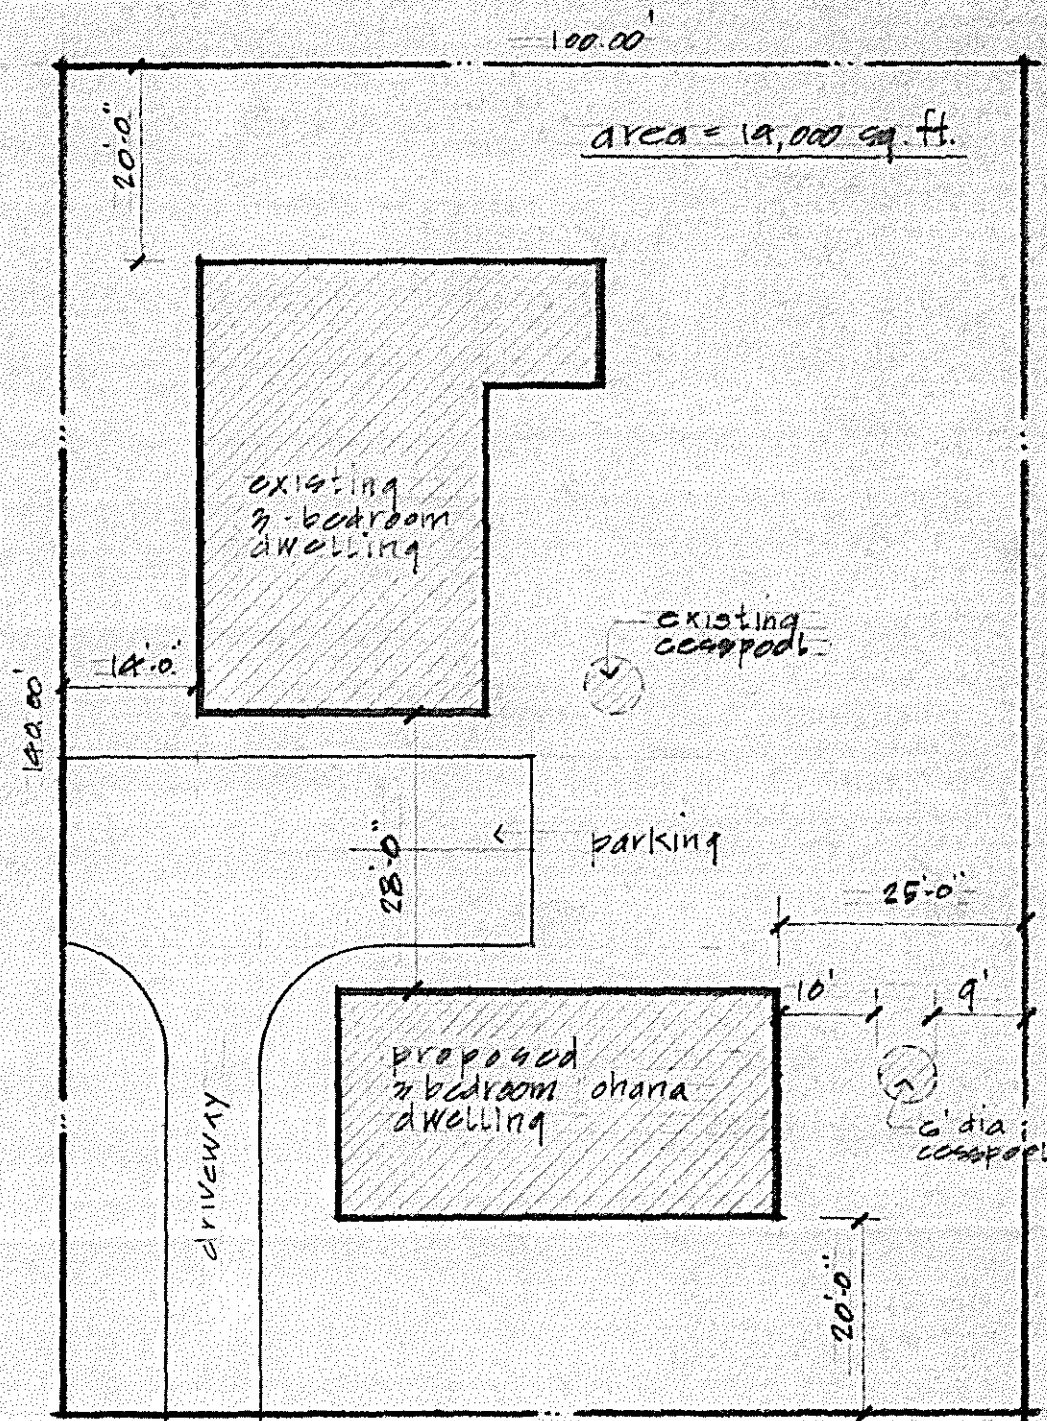 100.00'
area = 14,000 sq. ft.
20'-0"
existing
3-bedroom
dwelling
existing
cesspool
14'-0"
140.00'
28'-0"
parking
25'-0"
10'
9'
proposed
3 bedroom ohana
dwelling
6' dia
cesspool
driveway
20'-0"